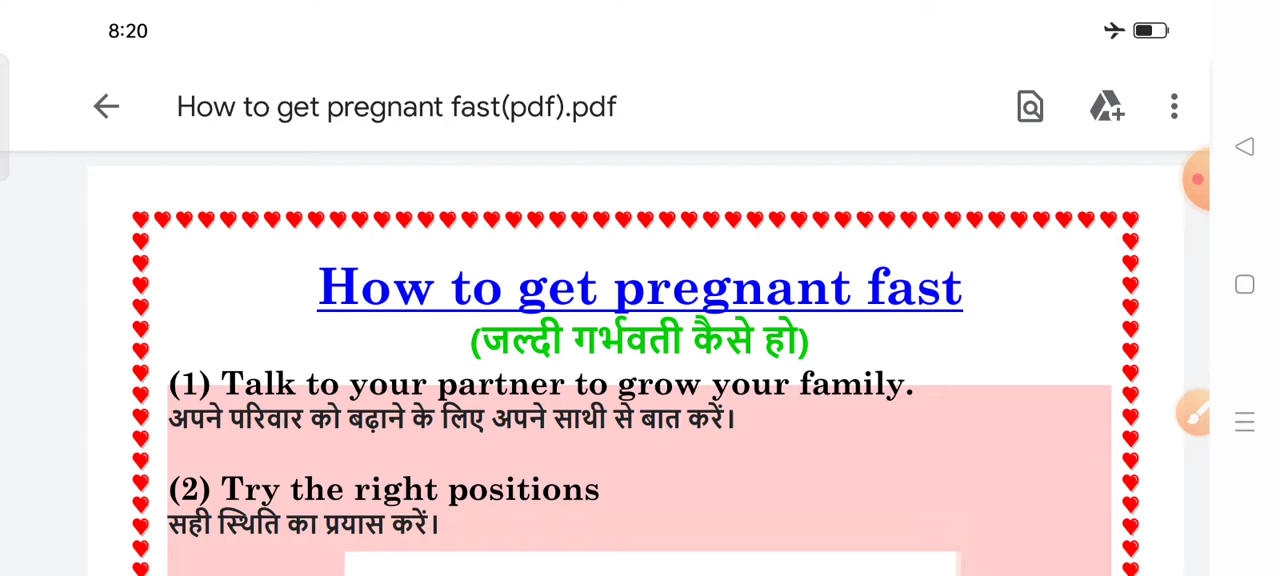 8:20
How to get pregnant fast(pdf).pdf
How to get pregnant fast
(जल्दी गर्भवती कैसे हो)
(1) Talk to your partner to grow your family.
अपने परिवार को बढ़ाने के लिए अपने साथी से बात करें।
(2) Try the right positions
सही स्थिति का प्रयास करें।